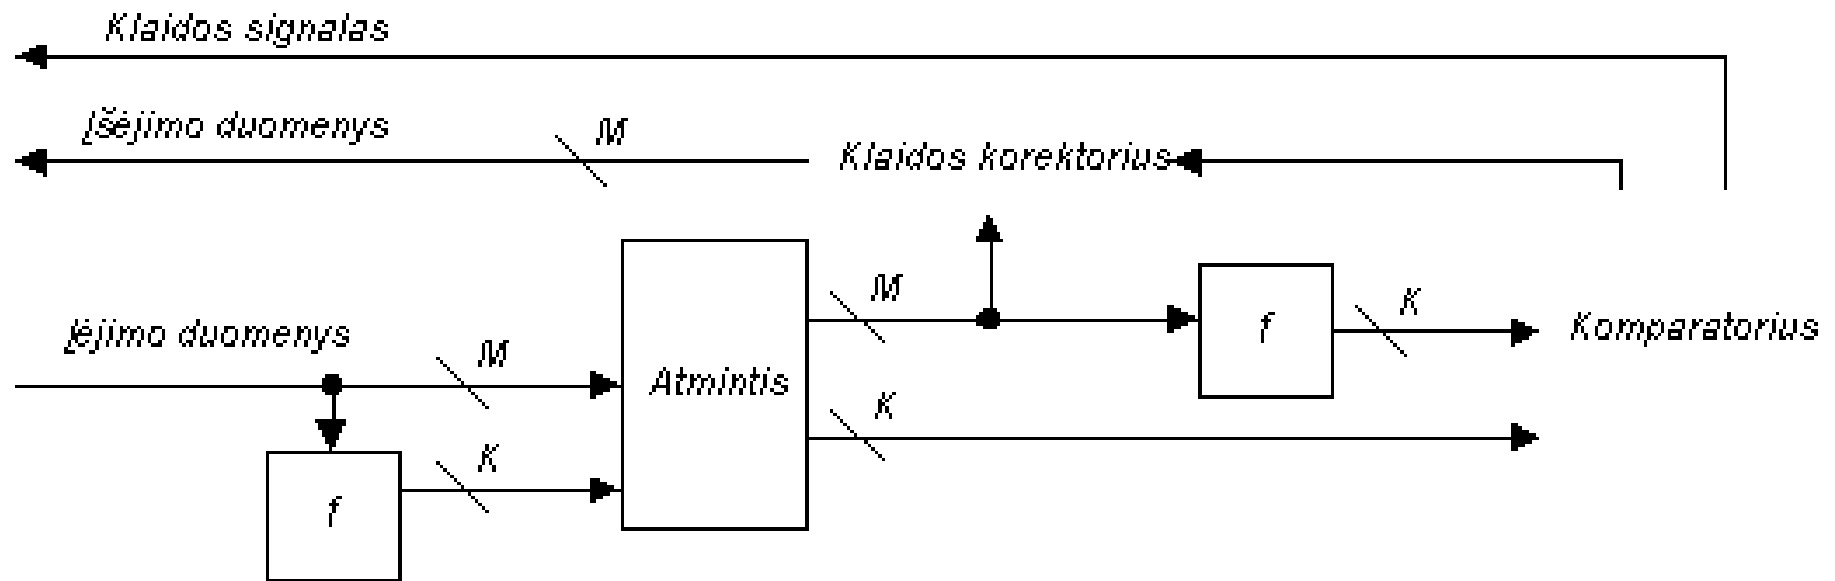 Klaidos signalas
Įšėjimo duomenys
M
Klaidos korektorius
M
f
K
Komparatorius
Įėjimo duomenys
M
Atmintis
K
K
f